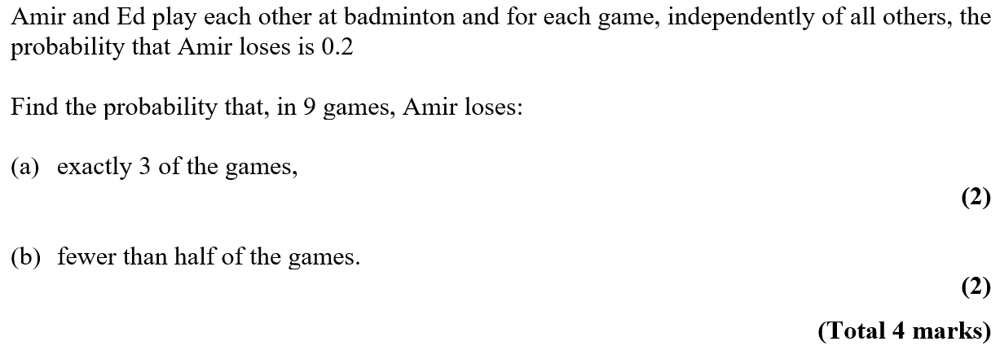 Amir and Ed play each other at badminton and for each game, independently of all others, the
probability that Amir loses is 0.2
Find the probability that, in 9 games, Amir loses:
(a) exactly 3 of the games,
(2)
(b) fewer than half of the games.
(2)
(Total 4 marks)